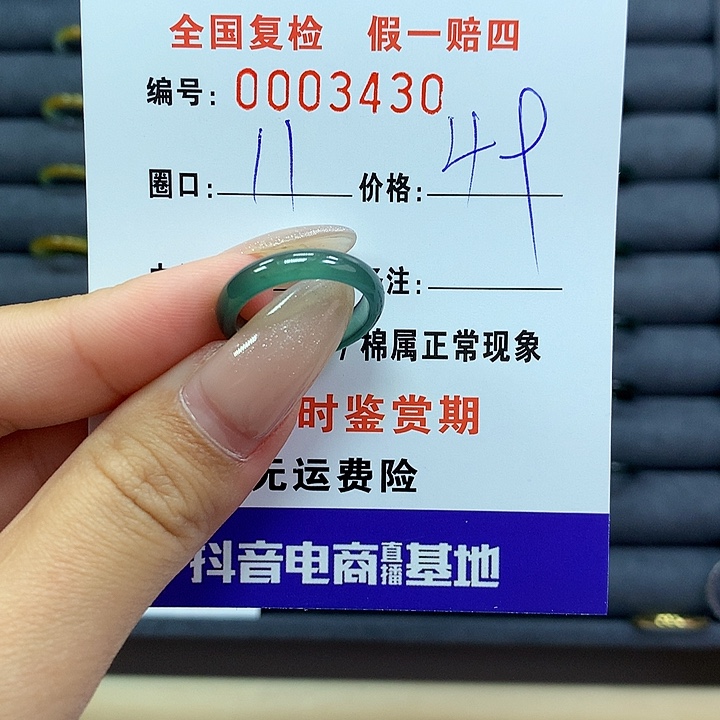 全国复检 假一赔四
编号: 0003430
圈口: 11 价格: 49
注:
/棉属正常现象
时鉴赏期
元运费险
抖音电商直播基地